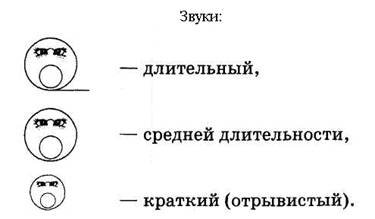 Звуки:
— длительный,
— средней длительности,
— краткий (отрывистый).